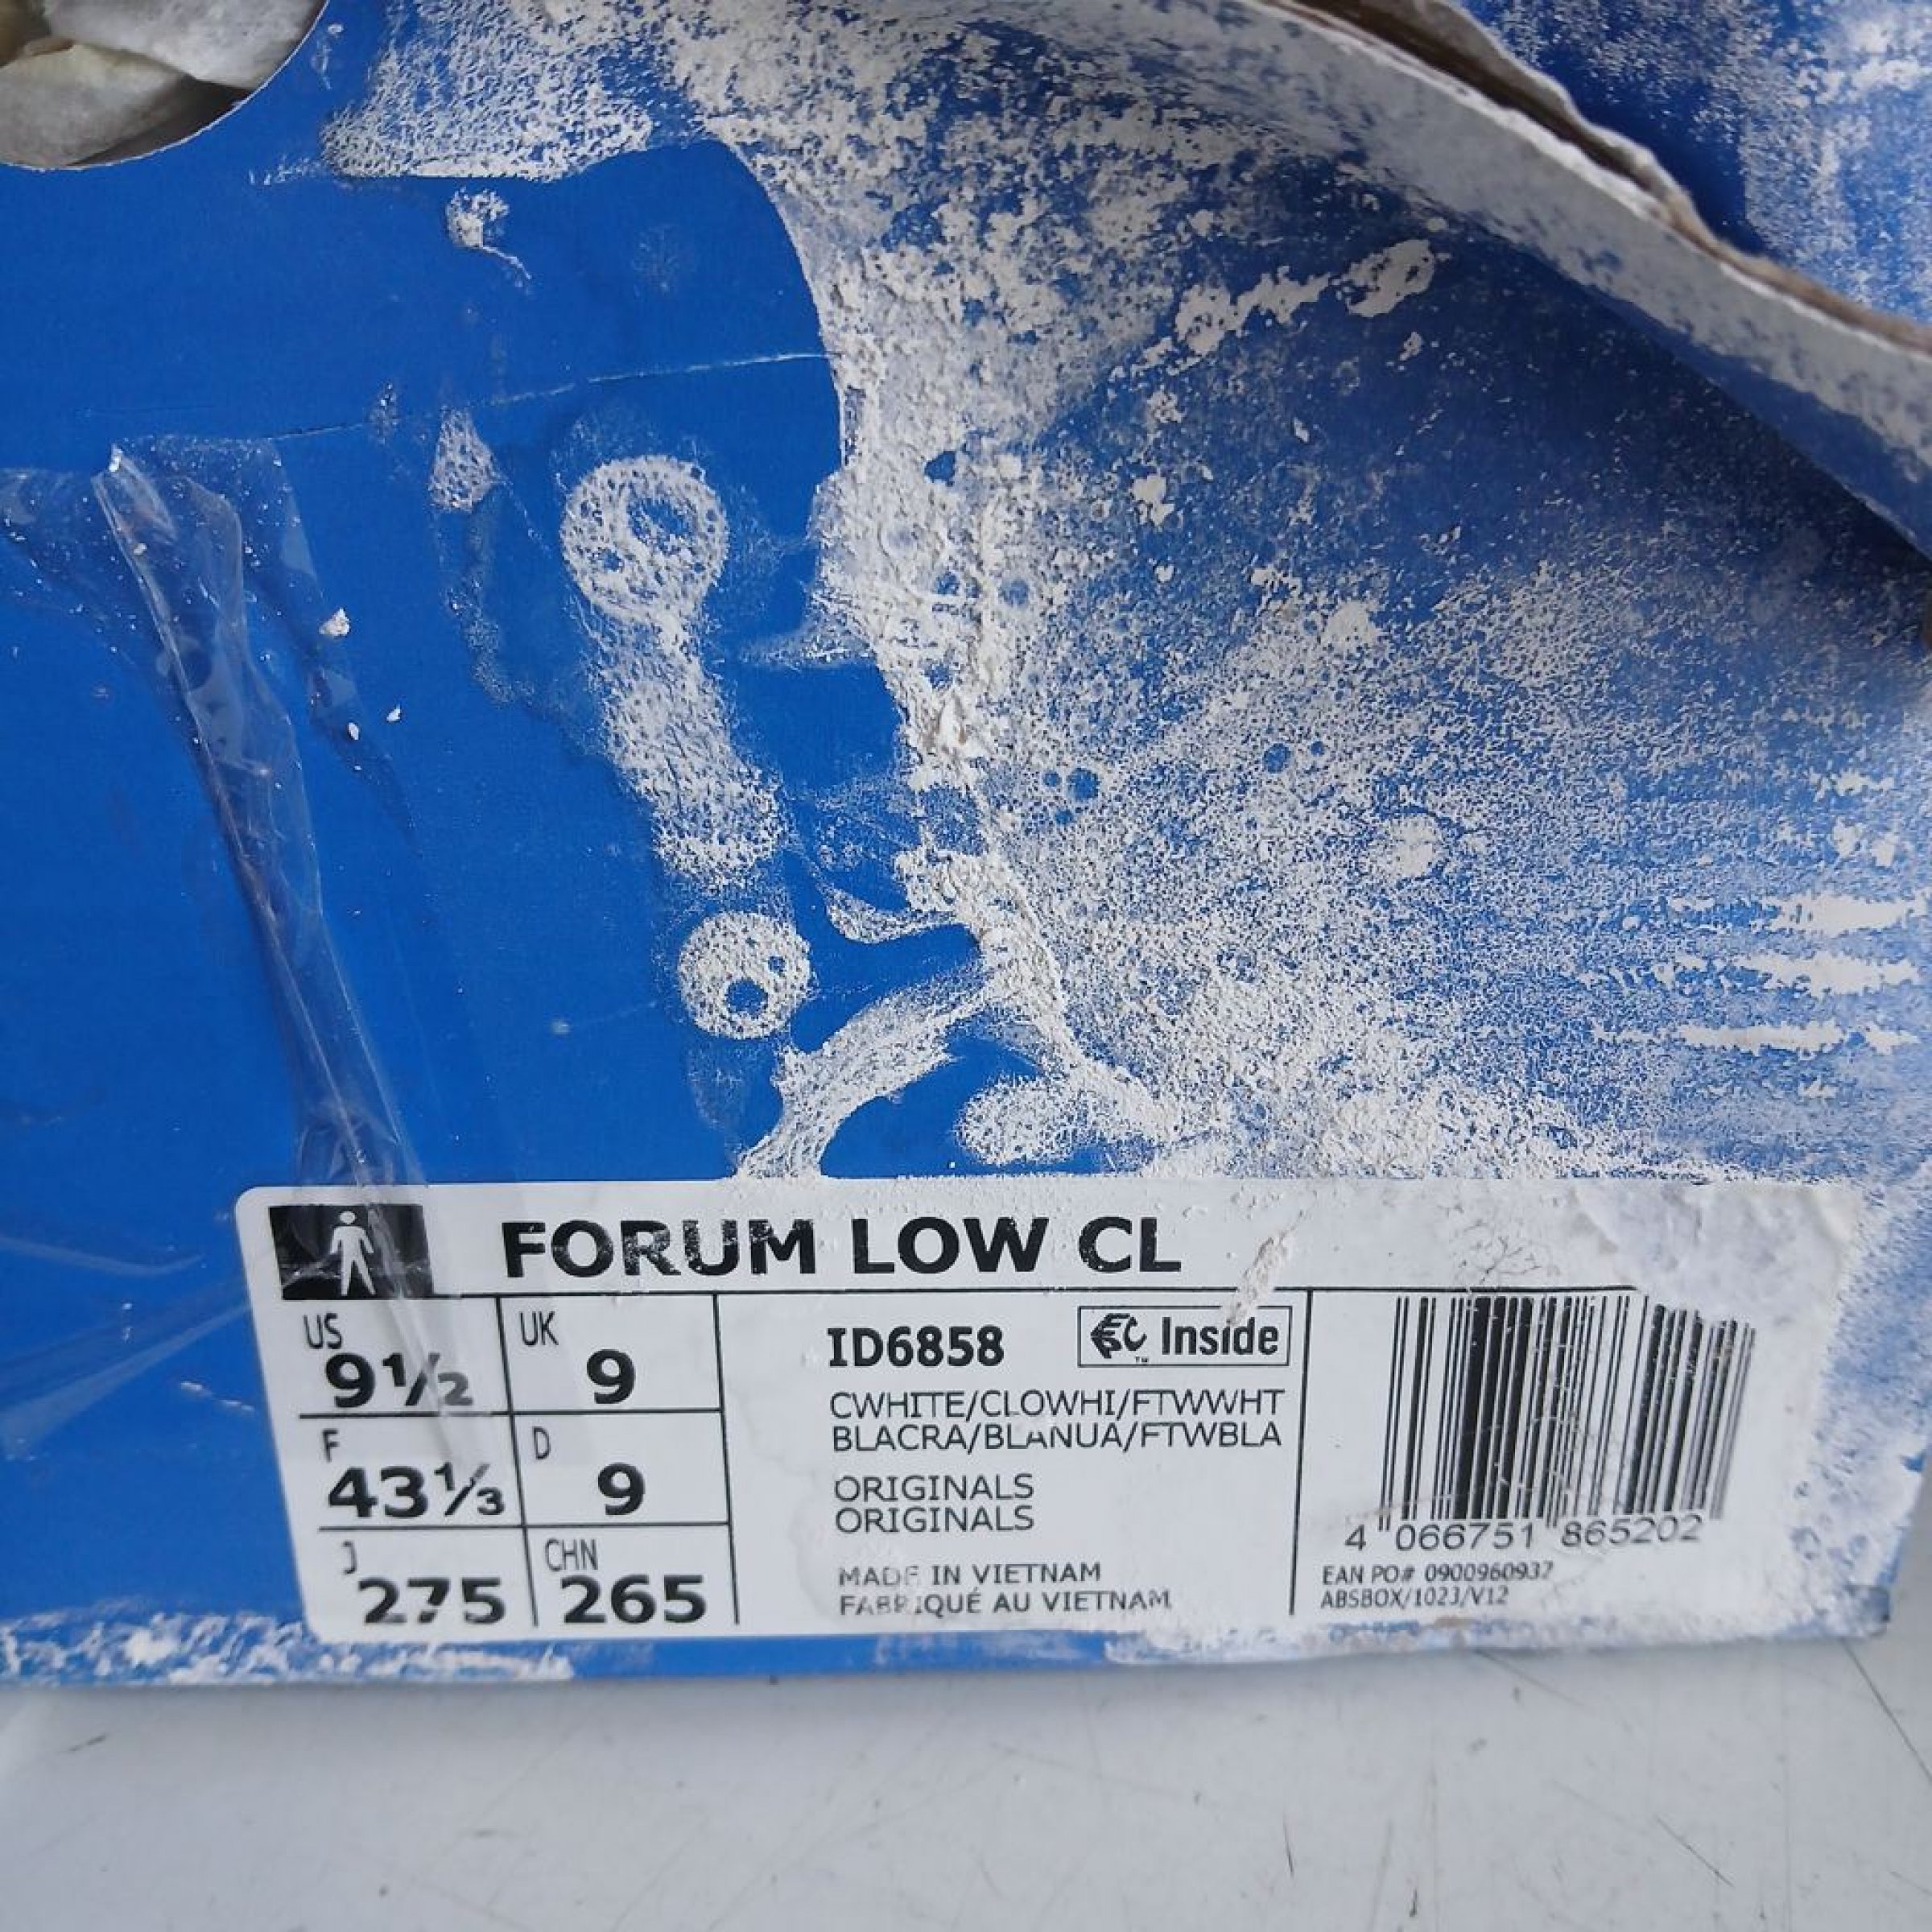 FORUM LOW CL
US 9½ UK 9
F 43⅓ D 9
J 275 CHN 265
ID6858
Inside
TM
CWHITE/CLOWHI/FTWWHT
BLACRA/BLANUA/FTWBLA
ORIGINALS
ORIGINALS
MADE IN VIETNAM
FABRIQUÉ AU VIETNAM
4 066751 865202
EAN PO# 0900960937
ABSBOX/1023/V12